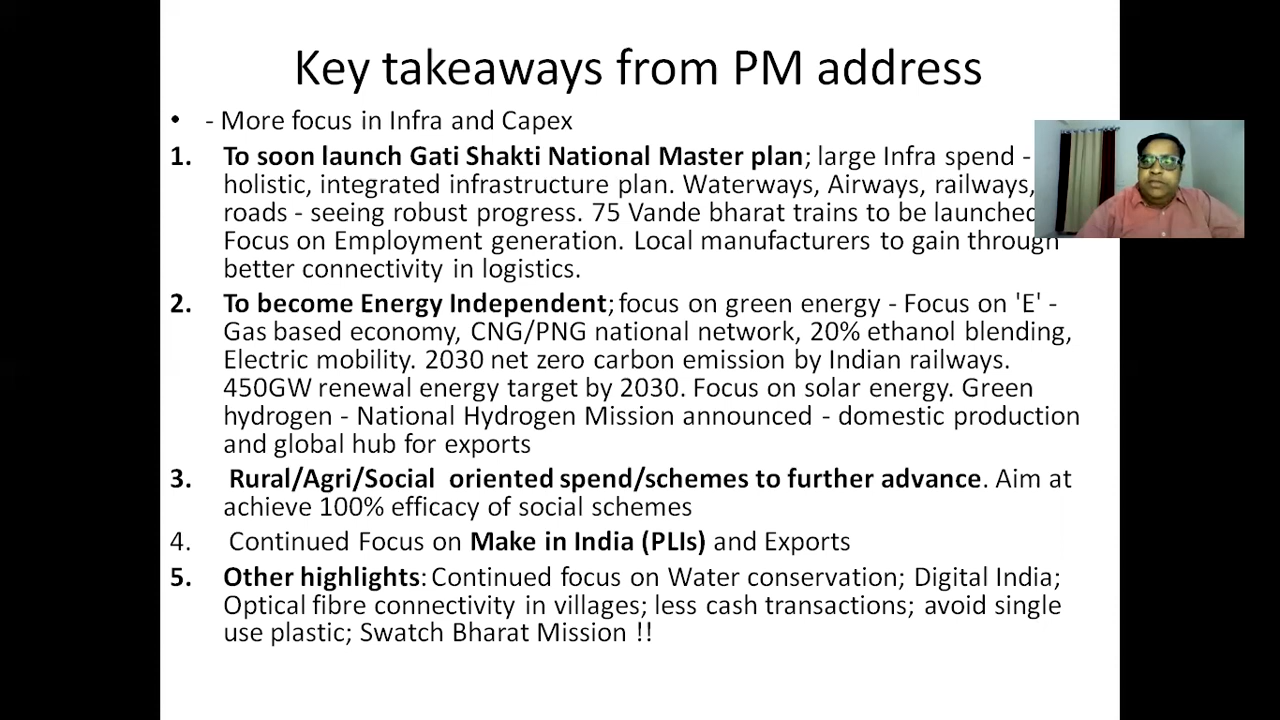 Key takeaways from PM address
• - More focus in Infra and Capex
1. To soon launch Gati Shakti National Master plan; large Infra spend -
holistic, integrated infrastructure plan. Waterways, Airways, railways,
roads - seeing robust progress. 75 Vande bharat trains to be launched
Focus on Employment generation. Local manufacturers to gain through
better connectivity in logistics.
2. To become Energy Independent; focus on green energy - Focus on 'E' -
Gas based economy, CNG/PNG national network, 20% ethanol blending,
Electric mobility. 2030 net zero carbon emission by Indian railways.
450GW renewal energy target by 2030. Focus on solar energy. Green
hydrogen - National Hydrogen Mission announced - domestic production
and global hub for exports
3. Rural/Agri/Social oriented spend/schemes to further advance. Aim at
achieve 100% efficacy of social schemes
4. Continued Focus on Make in India (PLIs) and Exports
5. Other highlights: Continued focus on Water conservation; Digital India;
Optical fibre connectivity in villages; less cash transactions; avoid single
use plastic; Swatch Bharat Mission !!